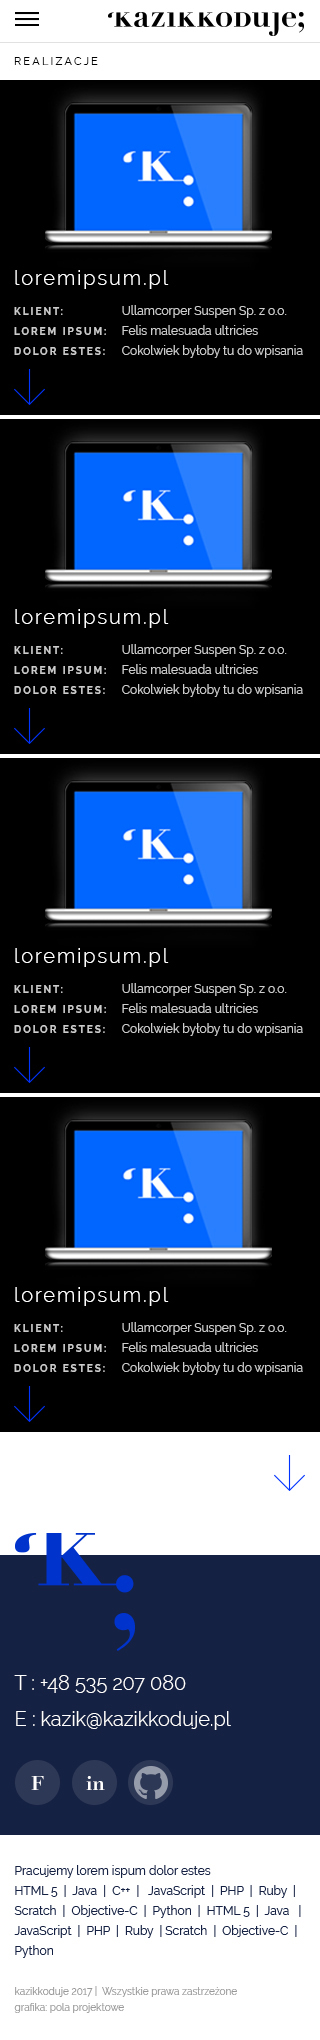 kazikkoduje;
REALIZACJE
K;
loremipsum.pl
KLIENT: Ullamcorper Suspen Sp. z o.o.
LOREM IPSUM: Felis malesuada ultricies
DOLOR ESTES: Cokolwiek byłoby tu do wpisania
K:
loremipsum.pl
KLIENT: Ullamcorper Suspen Sp. z o.o.
LOREM IPSUM: Felis malesuada ultricies
DOLOR ESTES: Cokolwiek byłoby tu do wpisania
K:
loremipsum.pl
KLIENT: Ullamcorper Suspen Sp. z o.o.
LOREM IPSUM: Felis malesuada ultricies
DOLOR ESTES: Cokolwiek byłoby tu do wpisania
K:
loremipsum.pl
KLIENT: Ullamcorper Suspen Sp. z o.o.
LOREM IPSUM: Felis malesuada ultricies
DOLOR ESTES: Cokolwiek byłoby tu do wpisania
K;
T : +48 535 207 080
E : kazik@kazikkoduje.pl
F in
Pracujemy lorem ispum dolor estes
HTML 5 | Java | C++ | JavaScript | PHP | Ruby |
Scratch | Objective-C | Python | HTML 5 | Java |
JavaScript | PHP | Ruby | Scratch | Objective-C |
Python
kazikkoduje 2017 | Wszystkie prawa zastrzeżone
grafika: pola projektowe